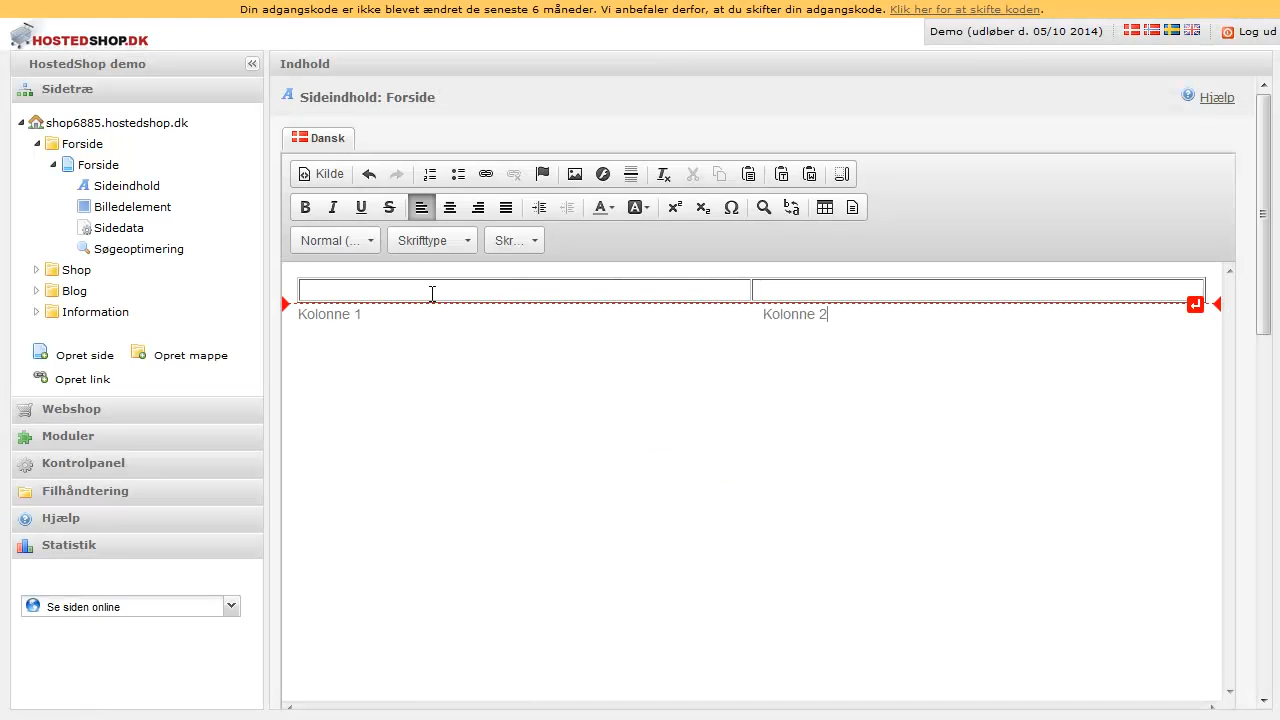 Din adgangskode er ikke blevet ændret de seneste 6 måneder. Vi anbefaler derfor, at du skifter din adgangskode. Klik her for at skifte koden.
HOSTEDSHOP.DK
Demo (udløber d. 05/10 2014)
Log ud
HostedShop demo
Indhold
Sidetræ
Sideindhold: Forside
Hjælp
shop6885.hostedshop.dk
Forside
Forside
Sideindhold
Billedelement
Sidedata
Søgeoptimering
Shop
Blog
Information
Opret side
Opret mappe
Opret link
Webshop
Moduler
Kontrolpanel
Filhåndtering
Hjælp
Statistik
Se siden online
Dansk
Kilde
B I U S
Normal (...
Skrifttype
Skr...
Kolonne 1
Kolonne 2